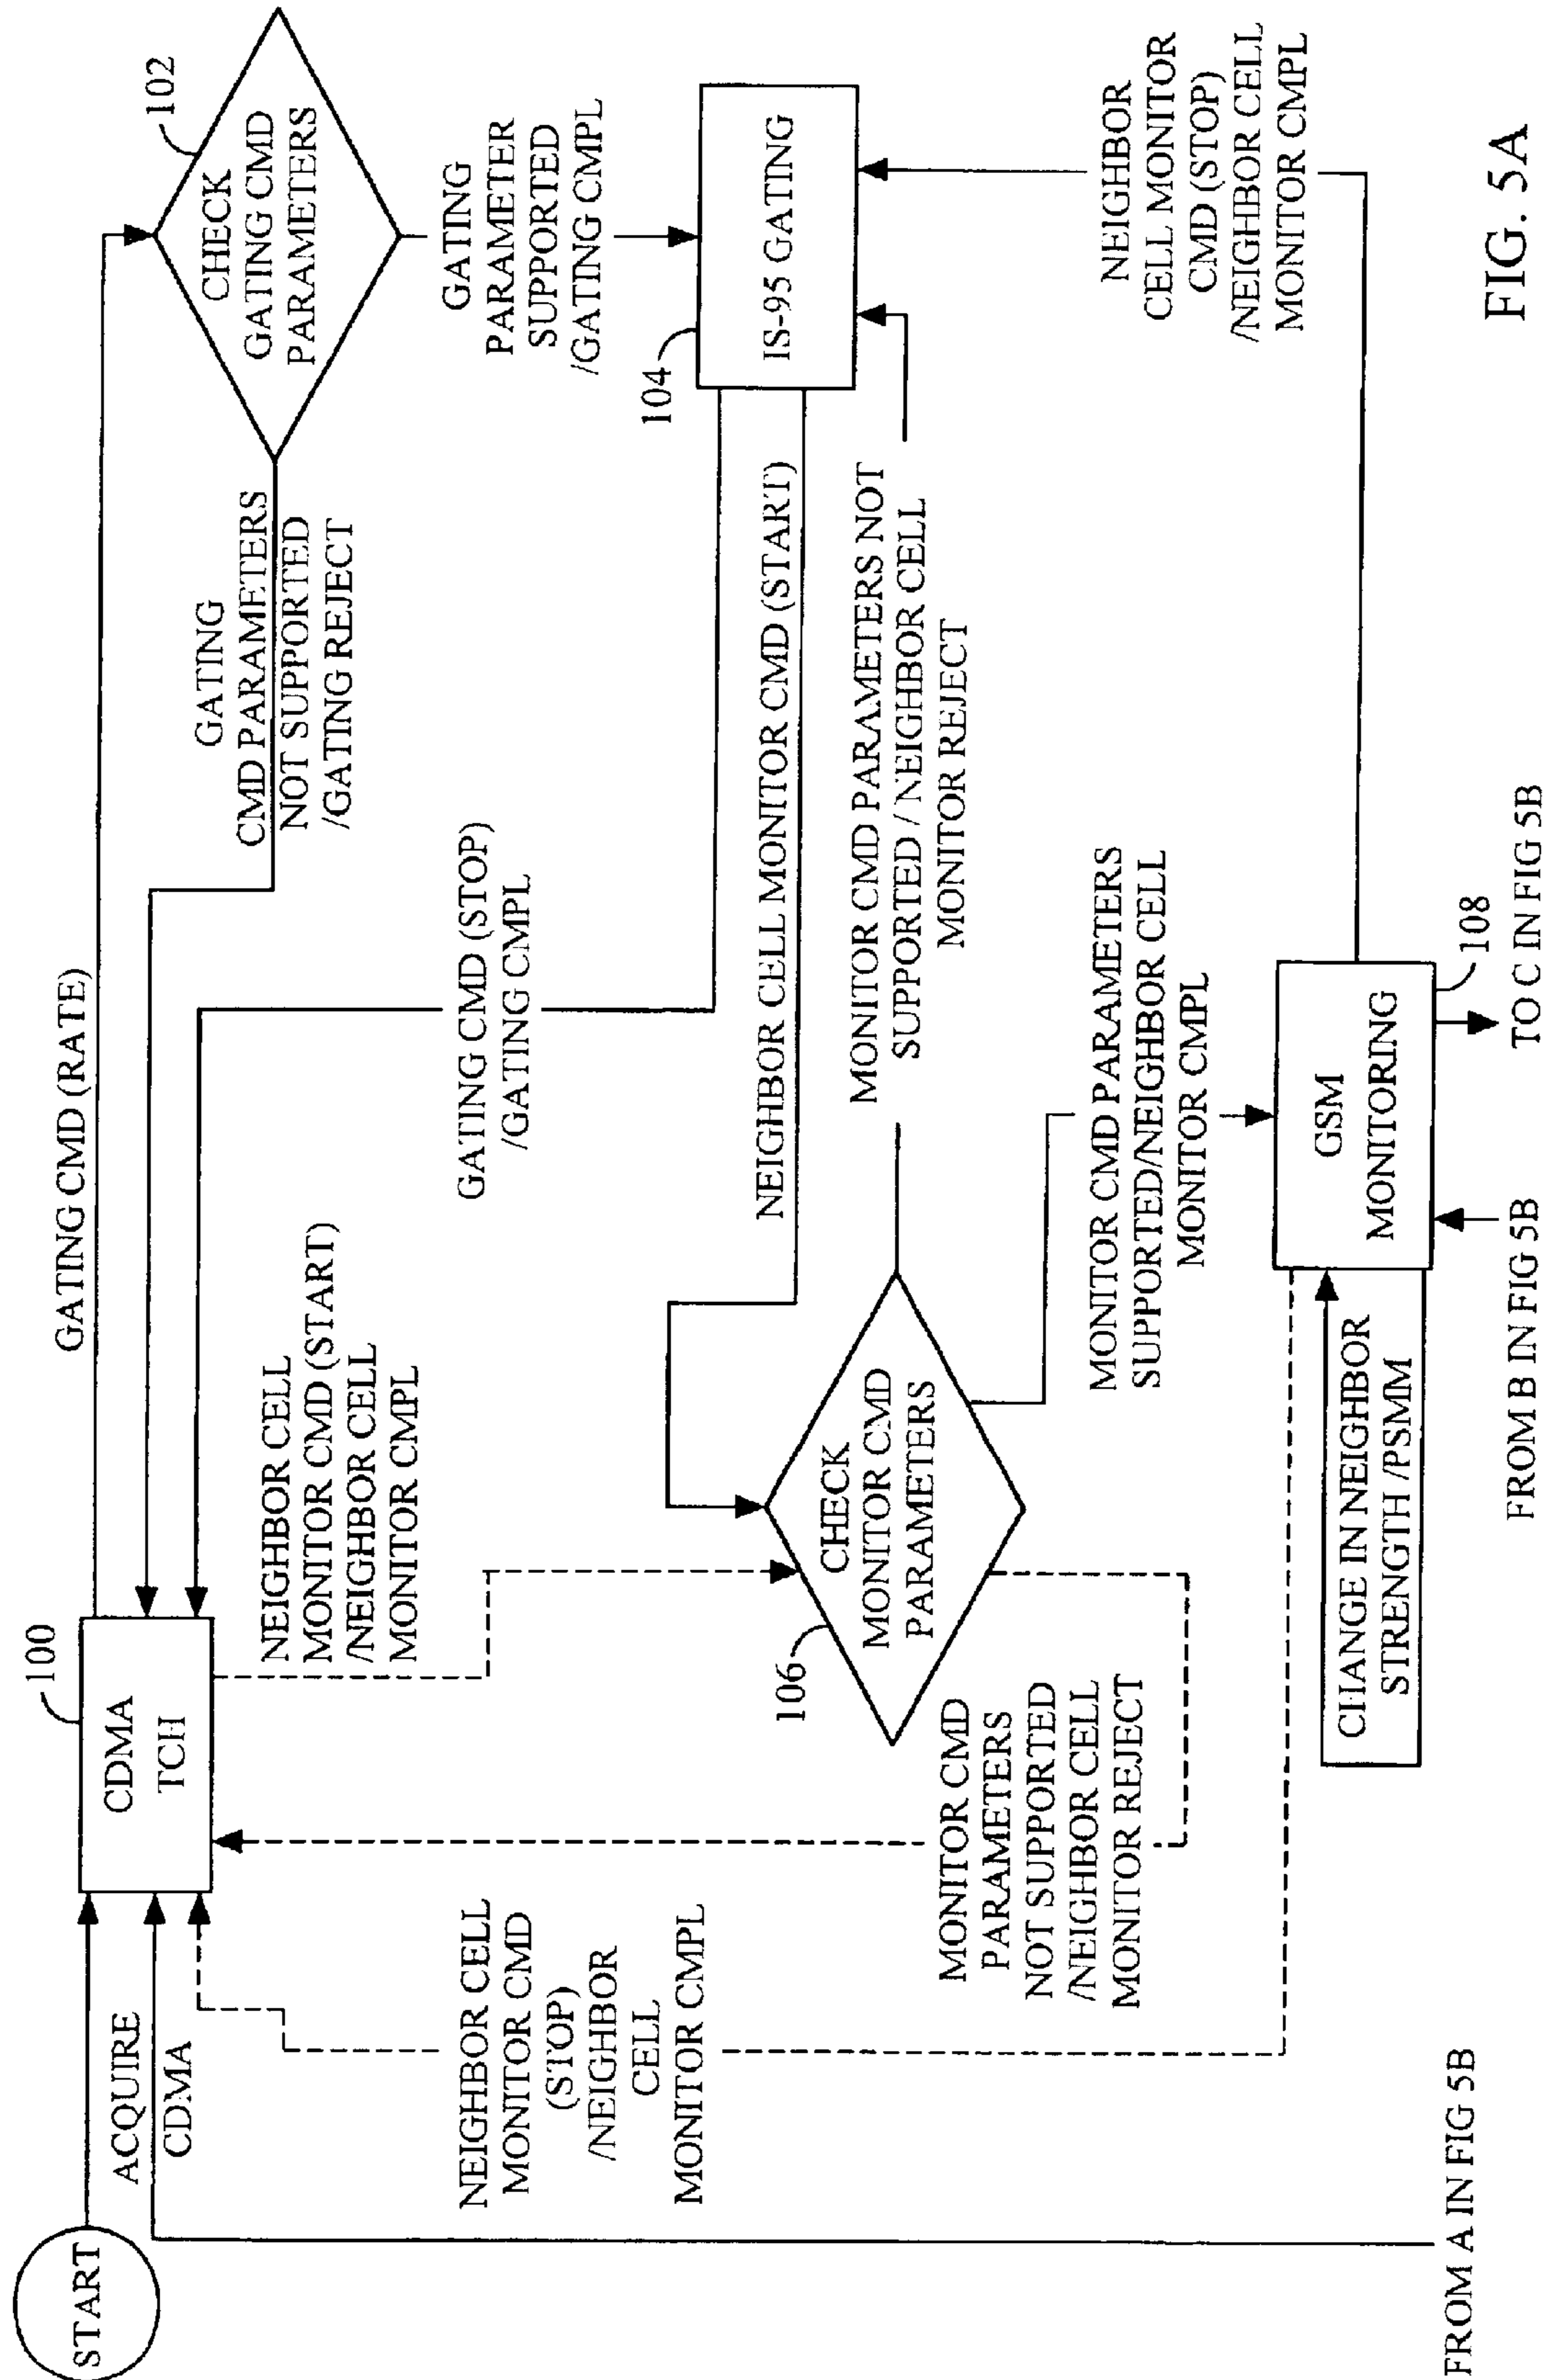 START
ACQUIRE
CDMA
FROM A IN FIG 5B
100
CDMA
TCH
GATING CMD (RATE)
102
CHECK
GATING CMD
PARAMETERS
GATING
CMD PARAMETERS
NOT SUPPORTED
/GATING REJECT
GATING
PARAMETER
SUPPORTED
/GATING CMPL
GATING CMD (STOP)
/GATING CMPL
104
IS-95 GATING
NEIGHBOR CELL
MONITOR CMD (START)
/NEIGHBOR CELL
MONITOR CMPL
NEIGHBOR CELL MONITOR CMD (START)
NEIGHBOR CELL
MONITOR CMD
(STOP)
/NEIGHBOR
CELL
MONITOR CMPL
106
CHECK
MONITOR CMD
PARAMETERS
MONITOR CMD PARAMETERS NOT
SUPPORTED / NEIGHBOR CELL
MONITOR REJECT
MONITOR CMD
PARAMETERS
NOT SUPPORTED
/NEIGHBOR CELL
MONITOR REJECT
MONITOR CMD PARAMETERS
SUPPORTED/NEIGHBOR CELL
MONITOR CMPL
NEIGHBOR
CELL MONITOR
CMD (STOP)
/NEIGHBOR CELL
MONITOR CMPL
GSM
MONITORING
108
CHANGE IN NEIGHBOR
STRENGTH /PSMM
FROM B IN FIG 5B
TO C IN FIG 5B
FIG. 5A